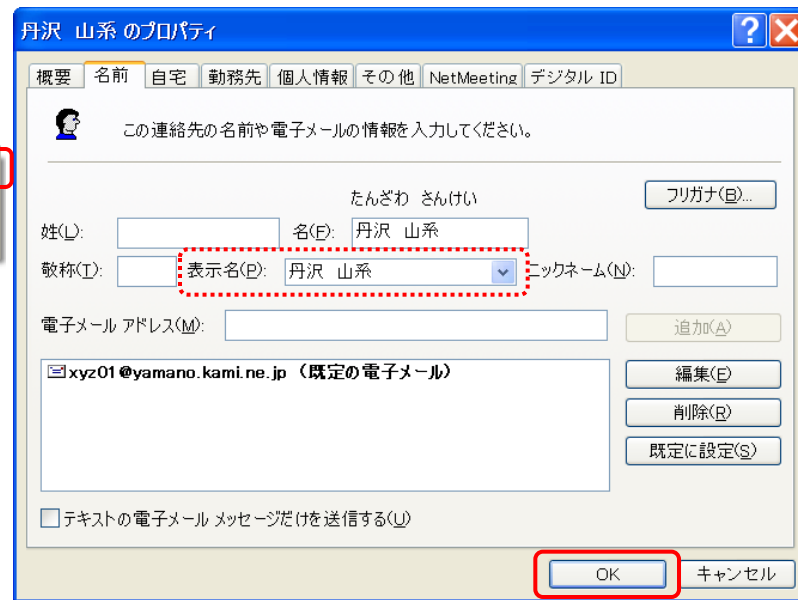 丹沢　山系 のプロパティ
概要 名前 自宅 勤務先 個人情報 その他 NetMeeting デジタル ID
この連絡先の名前や電子メールの情報を入力してください。
たんざわ　さんけい
フリガナ(B)...
姓(L): 名(F): 丹沢　山系
敬称(T): 表示名(P): 丹沢　山系 ニックネーム(N):
電子メール アドレス(M): 追加(A)
xyz01@yamano.kami.ne.jp （既定の電子メール）
編集(E)
削除(R)
既定に設定(S)
テキストの電子メール メッセージだけを送信する(U)
OK キャンセル